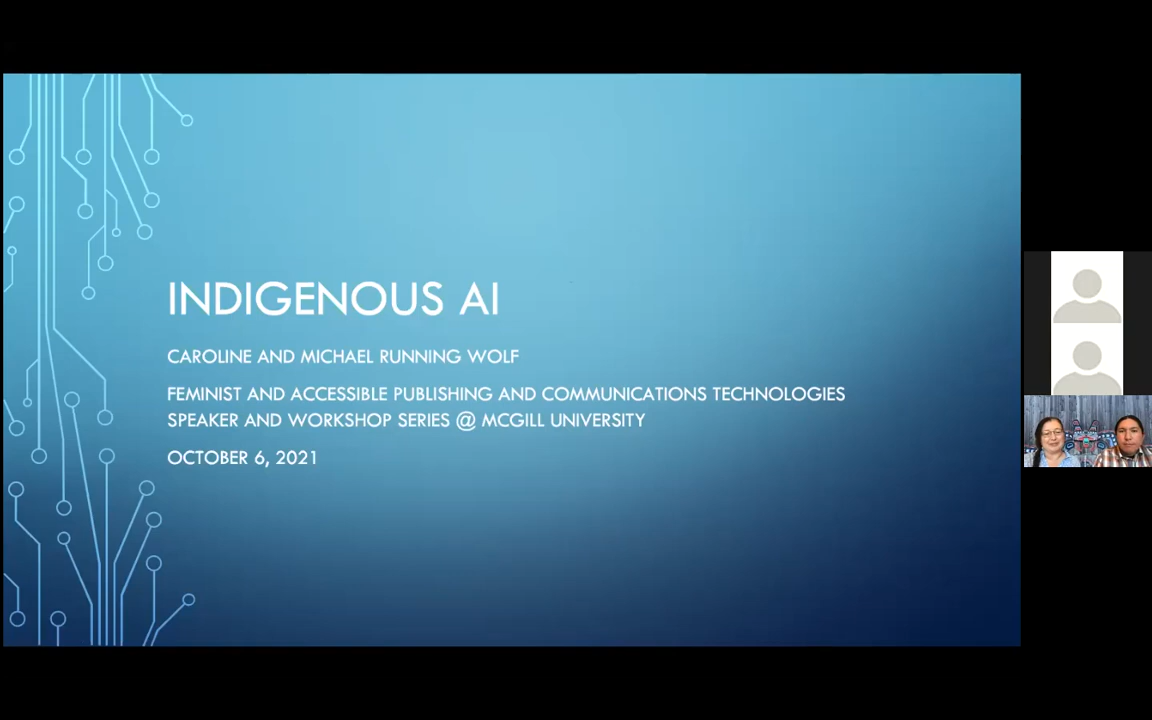 INDIGENOUS AI
CAROLINE AND MICHAEL RUNNING WOLF
FEMINIST AND ACCESSIBLE PUBLISHING AND COMMUNICATIONS TECHNOLOGIES
SPEAKER AND WORKSHOP SERIES @ MCGILL UNIVERSITY
OCTOBER 6, 2021